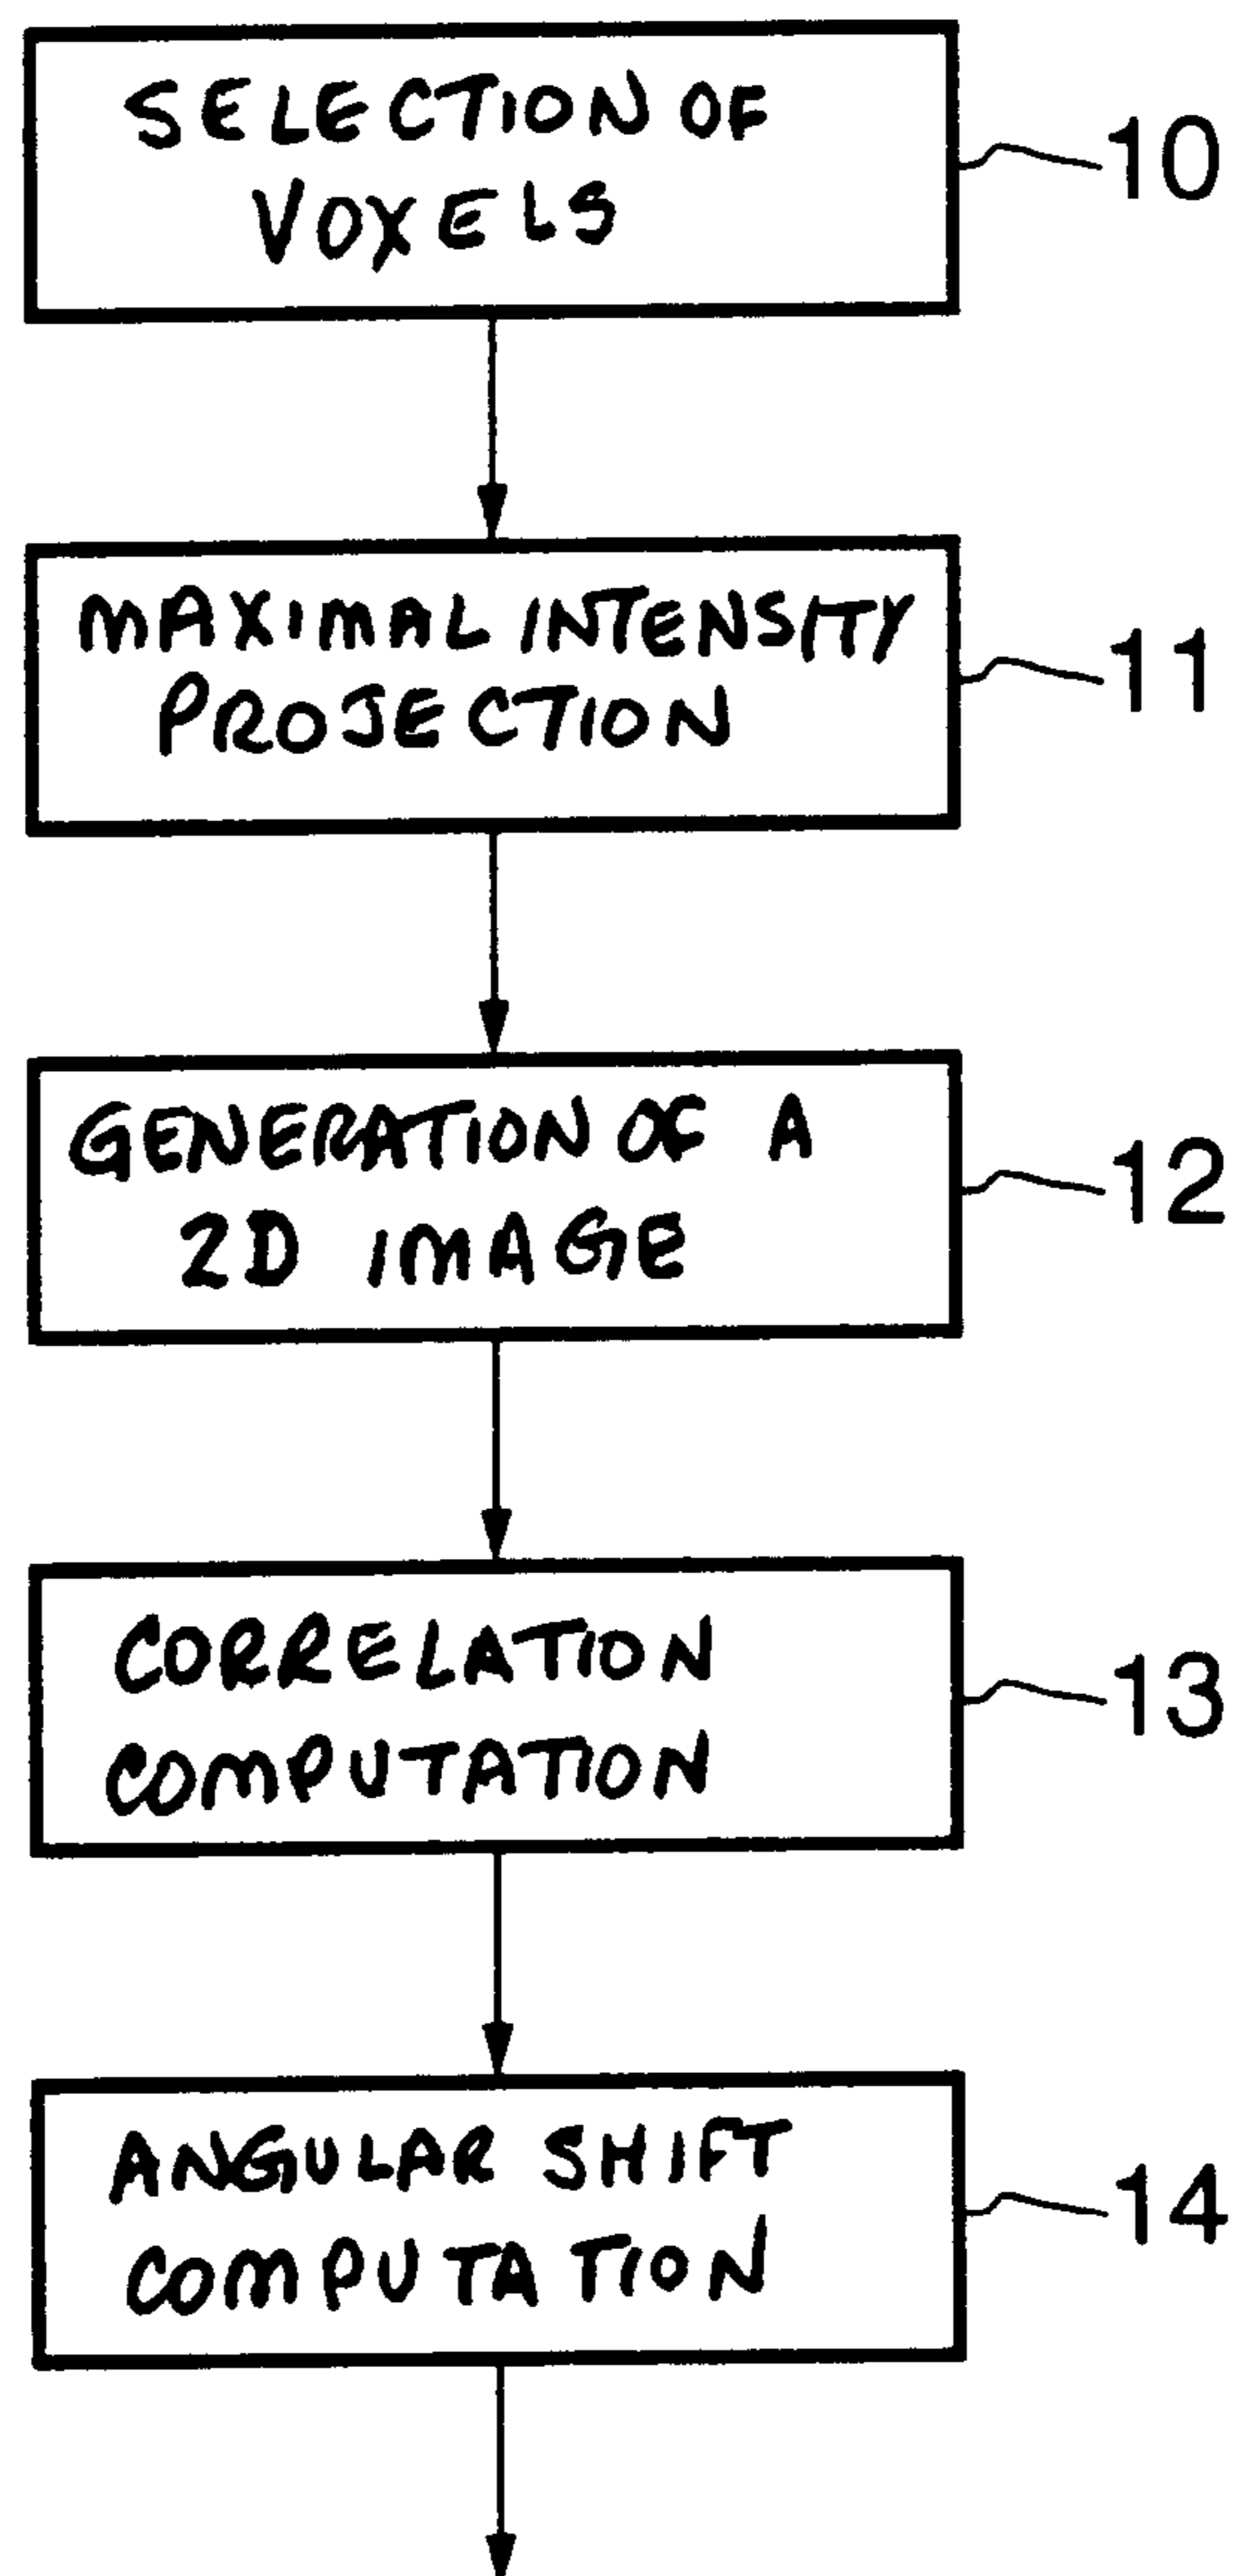 SELECTION OF
VOXELS
10
MAXIMAL INTENSITY
PROJECTION
11
GENERATION OF A
2D IMAGE
12
CORRELATION
COMPUTATION
13
ANGULAR SHIFT
COMPUTATION
14